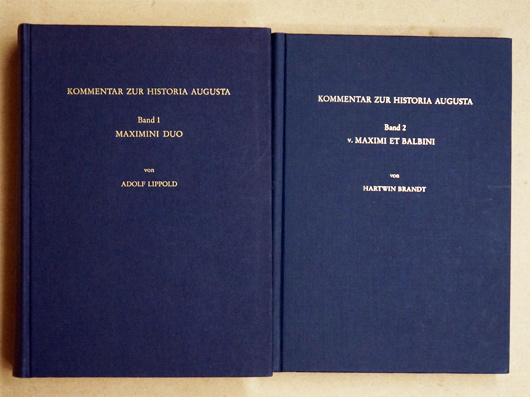 KOMMENTAR ZUR HISTORIA AUGUSTA
Band 1
MAXIMINI DUO
von
ADOLF LIPPOLD
KOMMENTAR ZUR HISTORIA AUGUSTA
Band 2
v. MAXIMI ET BALBINI
von
HARTWIN BRANDT